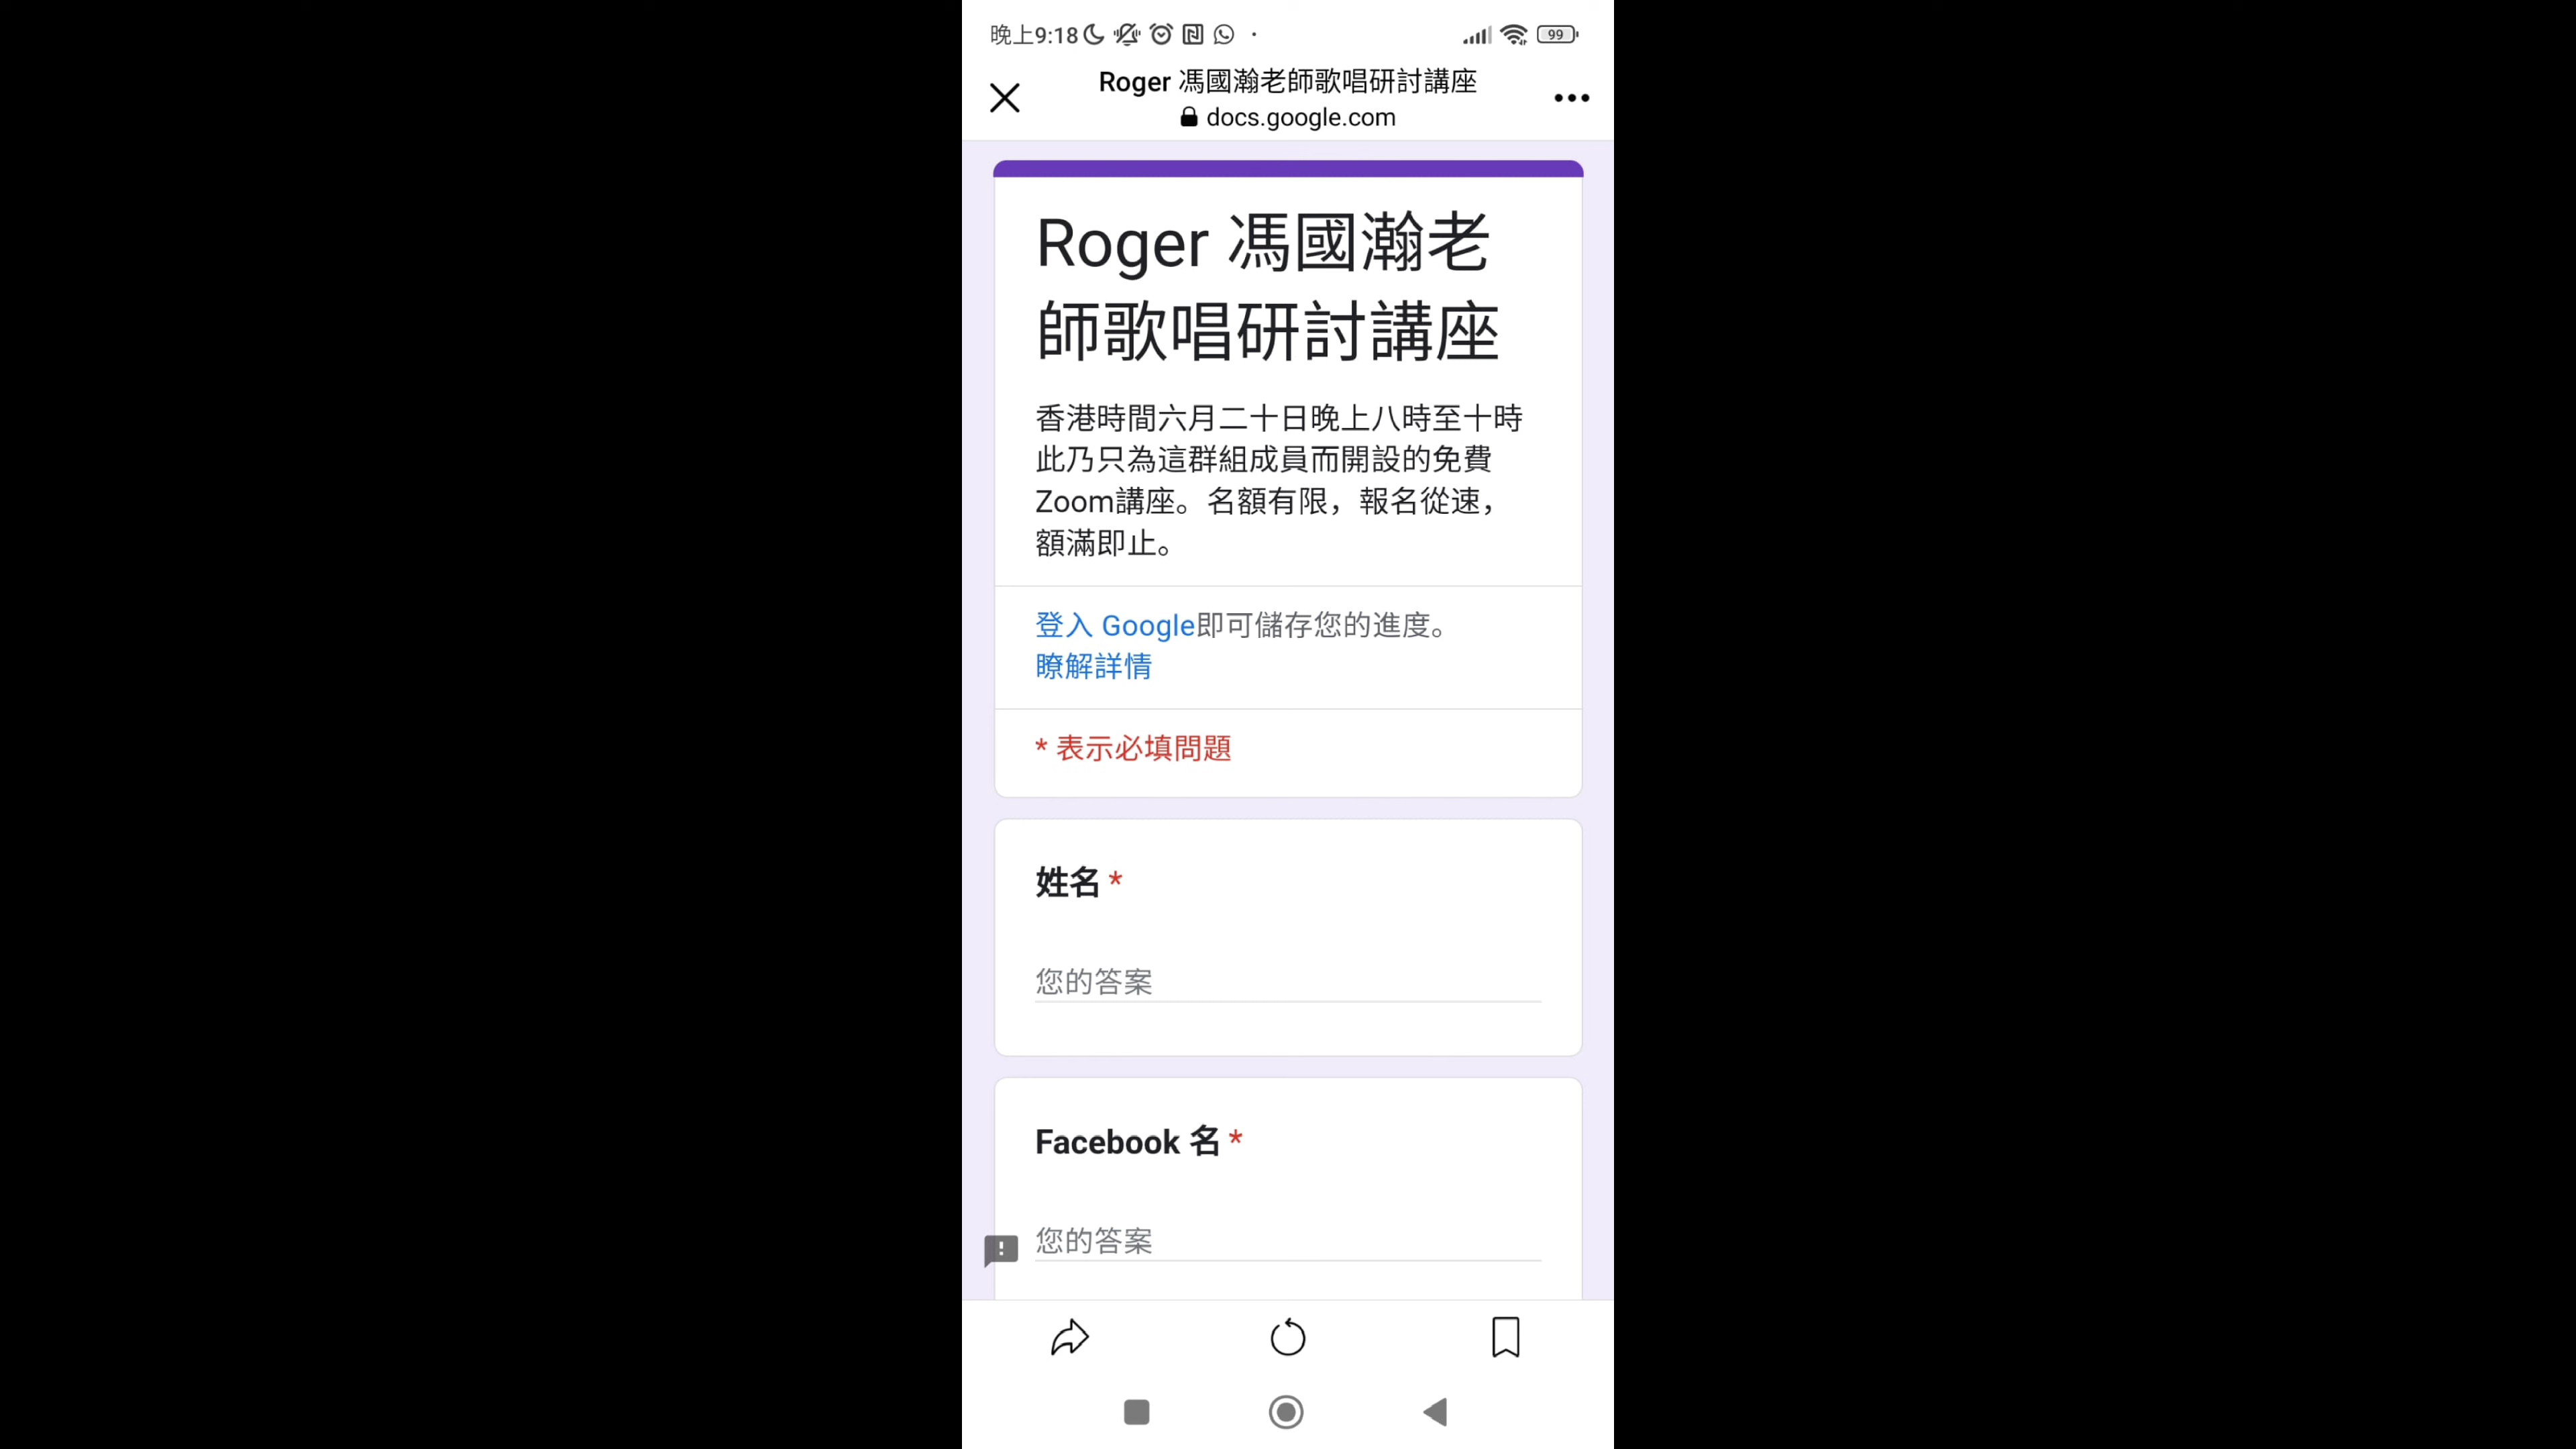 晚上9:18
99
Roger 馮國瀚老師歌唱研討講座
docs.google.com
Roger 馮國瀚老
師歌唱研討講座
香港時間六月二十日晚上八時至十時
此乃只為這群組成員而開設的免費
Zoom講座。名額有限，報名從速，
額滿即止。
登入 Google即可儲存您的進度。
瞭解詳情
* 表示必填問題
姓名 *
您的答案
Facebook 名 *
您的答案